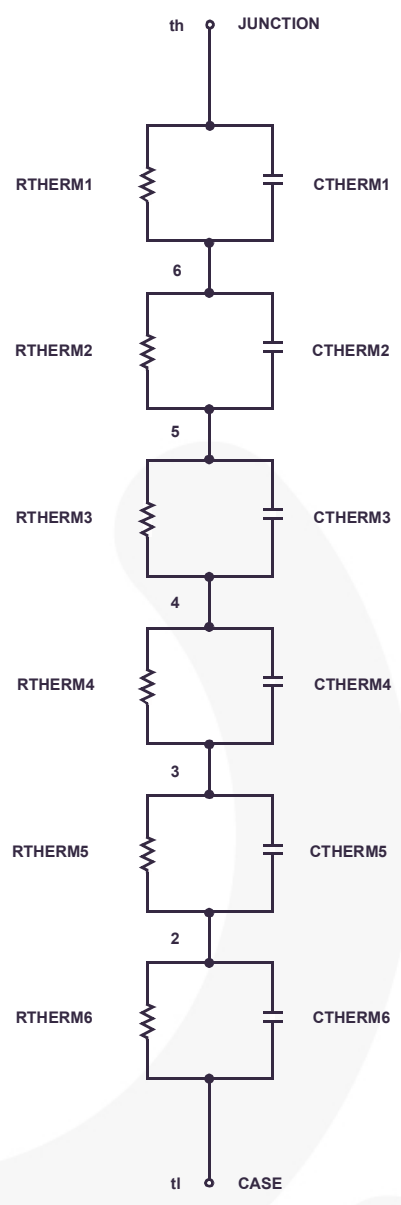 th JUNCTION
RTHERM1 CTHERM1
6
RTHERM2 CTHERM2
5
RTHERM3 CTHERM3
4
RTHERM4 CTHERM4
3
RTHERM5 CTHERM5
2
RTHERM6 CTHERM6
tl CASE